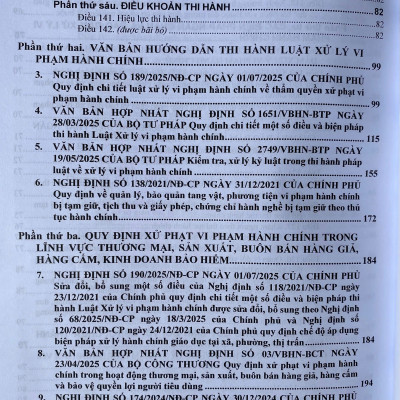 Phần thứ sáu. ĐIỀU KHOẢN THI HÀNH ..... 82
Điều 141. Hiệu lực thi hành ..... 82
Điều 142. (được bãi bỏ) ..... 82
Phần thứ hai. VĂN BẢN HƯỚNG DẪN THI HÀNH LUẬT XỬ LÝ VI
PHẠM HÀNH CHÍNH ..... 99
3. NGHỊ ĐỊNH SỐ 189/2025/NĐ-CP NGÀY 01/07/2025 CỦA CHÍNH PHỦ
Quy định chi tiết luật xử lý vi phạm hành chính về thẩm quyền xử phạt vi
phạm hành chính ..... 99
4. VĂN BẢN HỢP NHẤT NGHỊ ĐỊNH SỐ 1651/VBHN-BTP NGÀY
28/03/2025 CỦA BỘ TƯ PHÁP Quy định chi tiết một số điều và biện pháp
thi hành Luật Xử lý vi phạm hành chính ..... 115
5. VĂN BẢN HỢP NHẤT NGHỊ ĐỊNH SỐ 2749/VBHN-BTP NGÀY
19/05/2025 CỦA BỘ TƯ PHÁP Kiểm tra, xử lý kỷ luật trong thi hành pháp
luật về xử lý vi phạm hành chính ..... 155
6. NGHỊ ĐỊNH SỐ 138/2021/NĐ-CP NGÀY 31/12/2021 CỦA CHÍNH PHỦ
Quy định về quản lý, bảo quản tang vật, phương tiện vi phạm hành chính
bị tạm giữ, tịch thu và giấy phép, chứng chỉ hành nghề bị tạm giữ theo thủ
tục hành chính ..... 172
Phần thứ ba. QUY ĐỊNH XỬ PHẠT VI PHẠM HÀNH CHÍNH TRONG
LĨNH VỰC THƯƠNG MẠI, SẢN XUẤT, BUÔN BÁN HÀNG GIẢ,
HÀNG CẤM, KINH DOANH BẢO HIỂM ..... 184
7. NGHỊ ĐỊNH SỐ 190/2025/NĐ-CP NGÀY 01/07/2025 CỦA CHÍNH PHỦ
Sửa đổi, bổ sung một số điều của Nghị định số 118/2021/NĐ-CP ngày
23/12/2021 của Chính phủ quy định chi tiết một số điều và biện pháp thi
hành Luật Xử lý vi phạm hành chính được sửa đổi, bổ sung theo Nghị định
số 68/2025/NĐ-CP ngày 18/3/2025 của Chính phủ và Nghị định số
120/2021/NĐ-CP ngày 24/12/2021 của Chính phủ quy định chế độ áp dụng
biện pháp xử lý hành chính giáo dục tại xã, phường, thị trấn ..... 184
8. VĂN BẢN HỢP NHẤT NGHỊ ĐỊNH SỐ 03/VBHN-BCT NGÀY
23/04/2025 CỦA BỘ CÔNG THƯƠNG Quy định xử phạt vi phạm hành
chính trong hoạt động thương mại, sản xuất, buôn bán hàng giả, hàng cấm
và bảo vệ quyền lợi người tiêu dùng ..... 194
9. NGHỊ ĐỊNH SỐ 174/2024/NĐ-CP NGÀY 30/12/2024 CỦA CHÍNH PHỦ